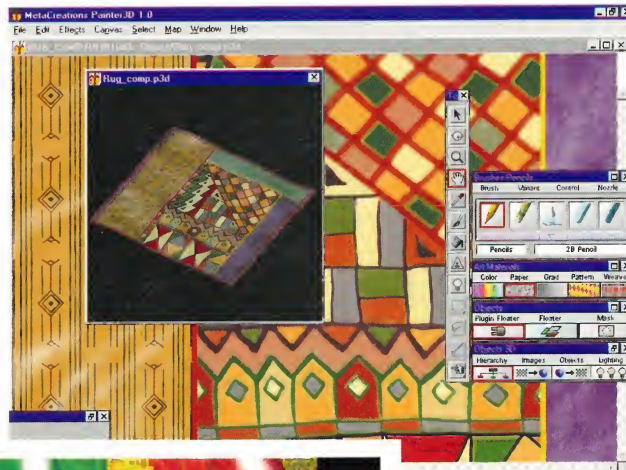 MetaCreations Painter3D 1.0
File Edit Effects Canvas Select Map Window Help
Rug_comp.p3d
Brushes: Pencils
Brush Variant Control Nozzle
Pencils 2B Pencil
Art Materials
Color Paper Grad Pattern Weave
Objects
Plugin Floater Floater Mask
Objects 3D
Hierarchy Images Objects Lighting